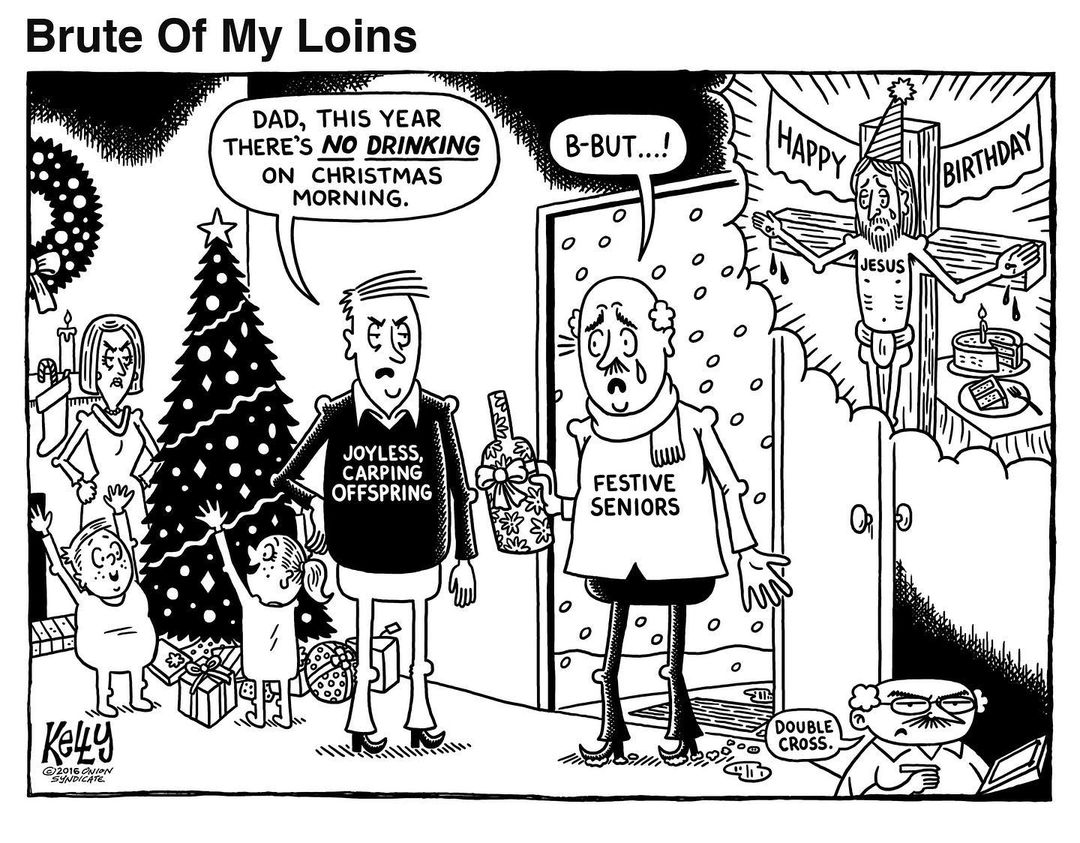 Brute Of My Loins
DAD, THIS YEAR
THERE'S NO DRINKING
ON CHRISTMAS
MORNING.
B-BUT...!
HAPPY
BIRTHDAY
JESUS
JOYLESS,
CARPING
OFFSPRING
FESTIVE
SENIORS
DOUBLE
CROSS.
KELLY
©2016 ONION
SYNDICATE